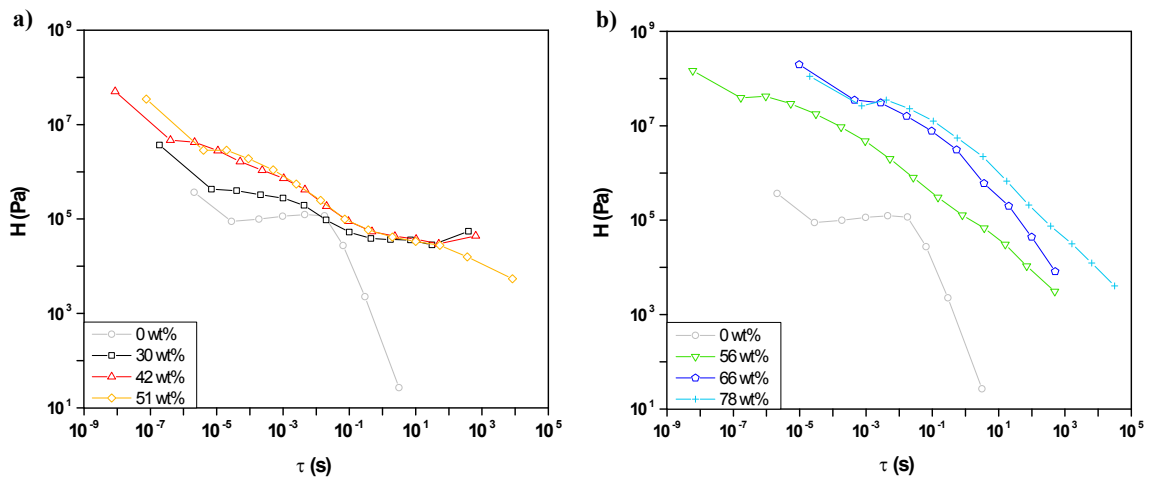 a)
H (Pa)
10^9
10^7
10^5
10^3
10^1
0 wt%
30 wt%
42 wt%
51 wt%
10^-9 10^-7 10^-5 10^-3 10^-1 10^1 10^3 10^5
τ (s)
b)
H (Pa)
10^9
10^7
10^5
10^3
10^1
0 wt%
56 wt%
66 wt%
78 wt%
10^-9 10^-7 10^-5 10^-3 10^-1 10^1 10^3 10^5
τ (s)